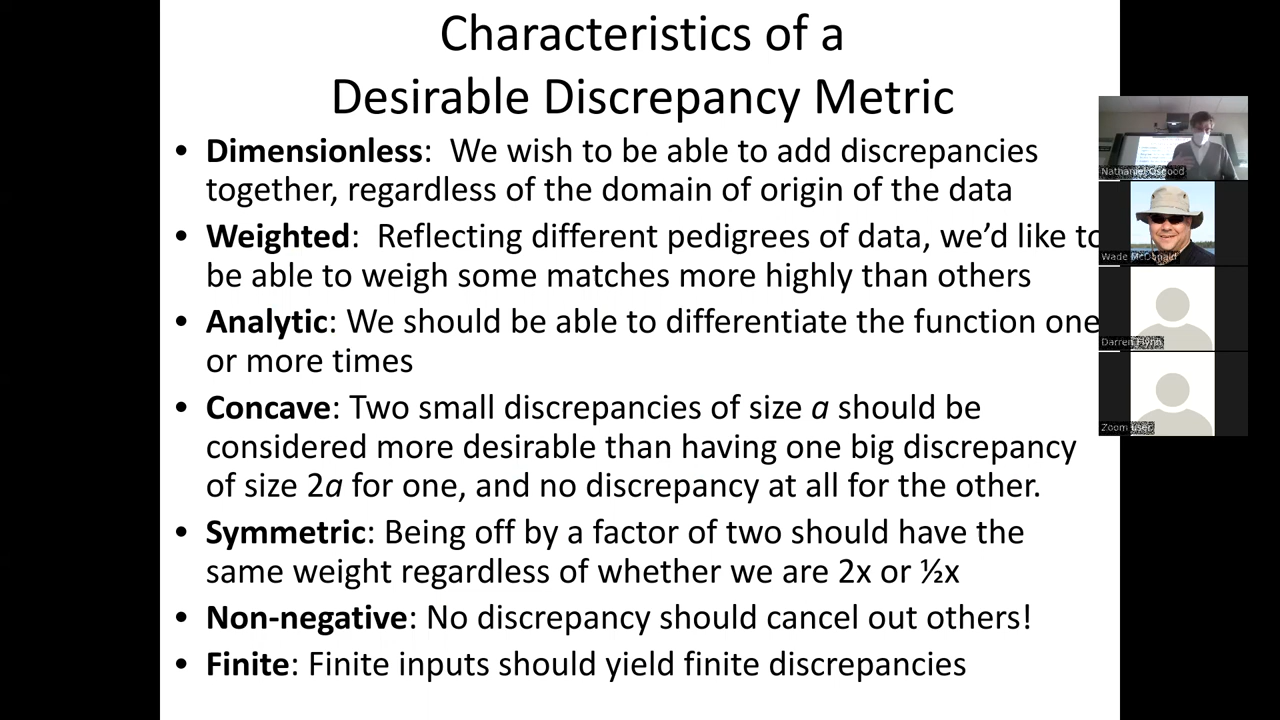 Characteristics of a
Desirable Discrepancy Metric
• Dimensionless: We wish to be able to add discrepancies
together, regardless of the domain of origin of the data
• Weighted: Reflecting different pedigrees of data, we’d like to
be able to weigh some matches more highly than others
• Analytic: We should be able to differentiate the function one
or more times
• Concave: Two small discrepancies of size a should be
considered more desirable than having one big discrepancy
of size 2a for one, and no discrepancy at all for the other.
• Symmetric: Being off by a factor of two should have the
same weight regardless of whether we are 2x or ½x
• Non-negative: No discrepancy should cancel out others!
• Finite: Finite inputs should yield finite discrepancies
Nathaniel Osgood
Wade McDonald
Darren Flynn
Zoom user